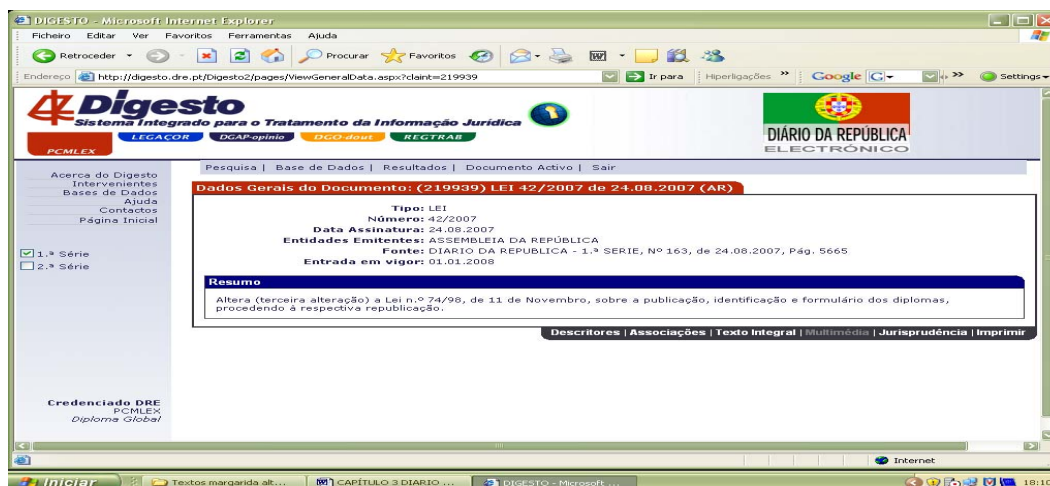 DIGESTO - Microsoft Internet Explorer
Ficheiro Editar Ver Favoritos Ferramentas Ajuda
Retroceder Procurar Favoritos
Endereço http://digesto.dre.pt/Digesto2/pages/ViewGeneralData.aspx?claint=219939 Ir para Hiperligações » Google G » Settings
Digesto
Sistema Integrado para o Tratamento da Informação Jurídica
LEGAÇOR DGAP-opinio DGO-dout REGTRAB
PCMLEX
DIÁRIO DA REPÚBLICA
ELECTRÓNICO
Pesquisa | Base de Dados | Resultados | Documento Activo | Sair
Acerca do Digesto
Intervenientes
Bases de Dados
Ajuda
Contactos
Página Inicial
1.ª Série
2.ª Série
Dados Gerais do Documento: (219939) LEI 42/2007 de 24.08.2007 (AR)
Tipo: LEI
Número: 42/2007
Data Assinatura: 24.08.2007
Entidades Emitentes: ASSEMBLEIA DA REPÚBLICA
Fonte: DIARIO DA REPUBLICA - 1.ª SERIE, Nº 163, de 24.08.2007, Pág. 5665
Entrada em vigor: 01.01.2008
Resumo
Altera (terceira alteração) a Lei n.º 74/98, de 11 de Novembro, sobre a publicação, identificação e formulário dos diplomas,
procedendo á respectiva republicação.
Descritores | Associações | Texto Integral | Multimédia | Jurisprudência | Imprimir
Credenciado DRE
PCMLEX
Diploma Global
Internet
Iniciar Textos margarida alt... CAPÍTULO 3 DIARIO ... DIGESTO - Microsoft ... 18:10